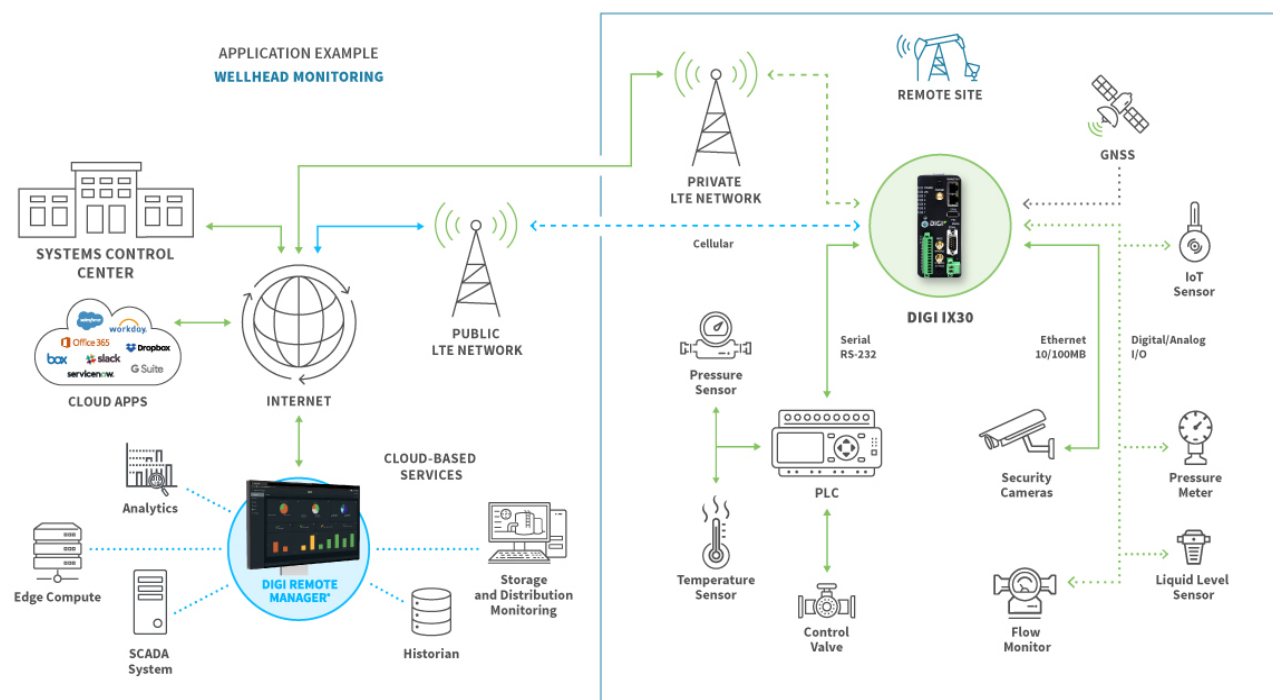 APPLICATION EXAMPLE
WELLHEAD MONITORING
REMOTE SITE
GNSS
PRIVATE
LTE NETWORK
SYSTEMS CONTROL
CENTER
Cellular
DIGI
DIGI IX30
IoT
Sensor
PUBLIC
LTE NETWORK
salesforce
workday.
Office 365
Dropbox
box
slack
servicenow.
G Suite
CLOUD APPS
INTERNET
Serial
RS-232
Ethernet
10/100MB
Digital/Analog
I/O
Pressure
Sensor
CLOUD-BASED
SERVICES
PLC
Security
Cameras
Pressure
Meter
Analytics
Edge Compute
DIGI REMOTE
MANAGER®
Storage
and Distribution
Monitoring
Temperature
Sensor
Liquid Level
Sensor
SCADA
System
Historian
Control
Valve
Flow
Monitor